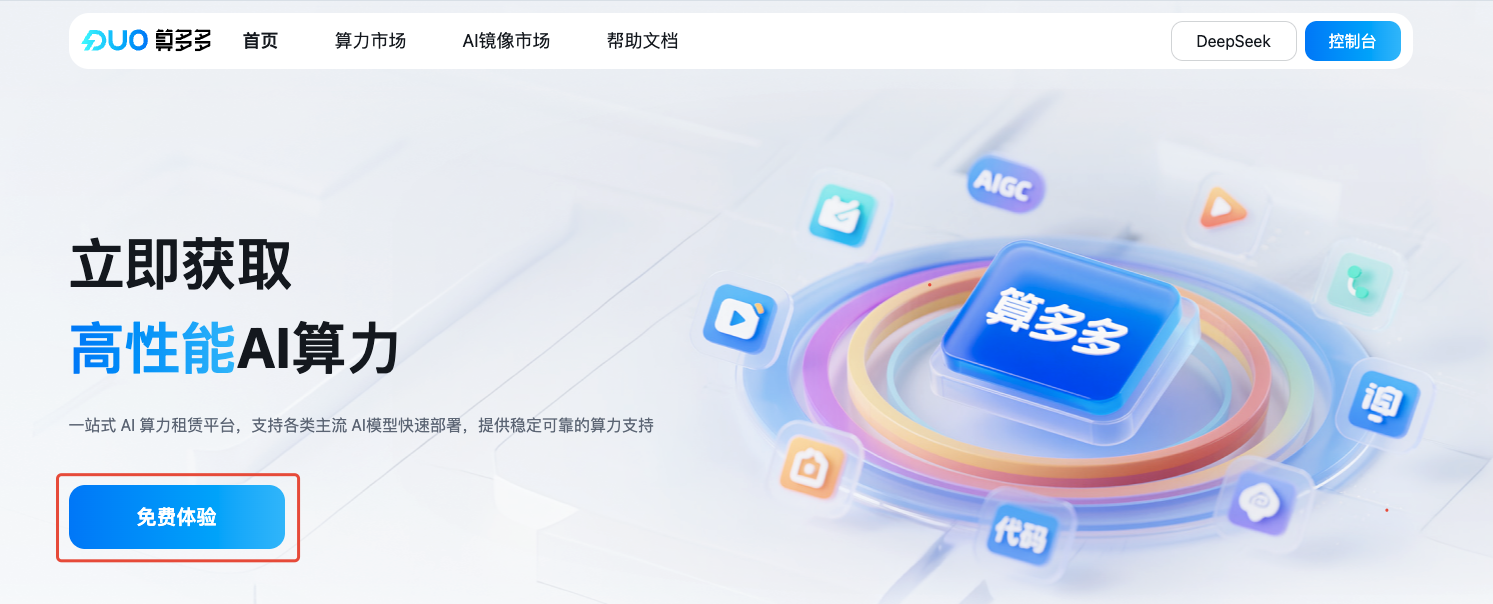 DUO 算多多
首页
算力市场
AI镜像市场
帮助文档
DeepSeek
控制台
立即获取
高性能AI算力
一站式 AI 算力租赁平台，支持各类主流 AI模型快速部署，提供稳定可靠的算力支持
免费体验
AIGC
算多多
代码